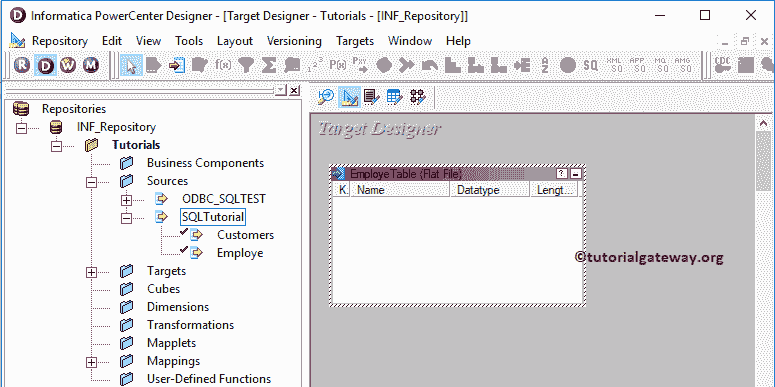 Informatica PowerCenter Designer - [Target Designer - Tutorials - [INF_Repository]]
Repository Edit View Tools Layout Versioning Targets Window Help
R D W M f(x) P(x) Px A Z SQ XML SQ MQ SQ AMG SQ CDC
Repositories
INF_Repository
Tutorials
Business Components
Sources
ODBC_SQLTEST
SQLTutorial
Customers
Employe
Targets
Cubes
Dimensions
Transformations
Mapplets
Mappings
User-Defined Functions
Target Designer
EmployeTable (Flat File)
K. Name Datatype Lengt...
©tutorialgateway.org